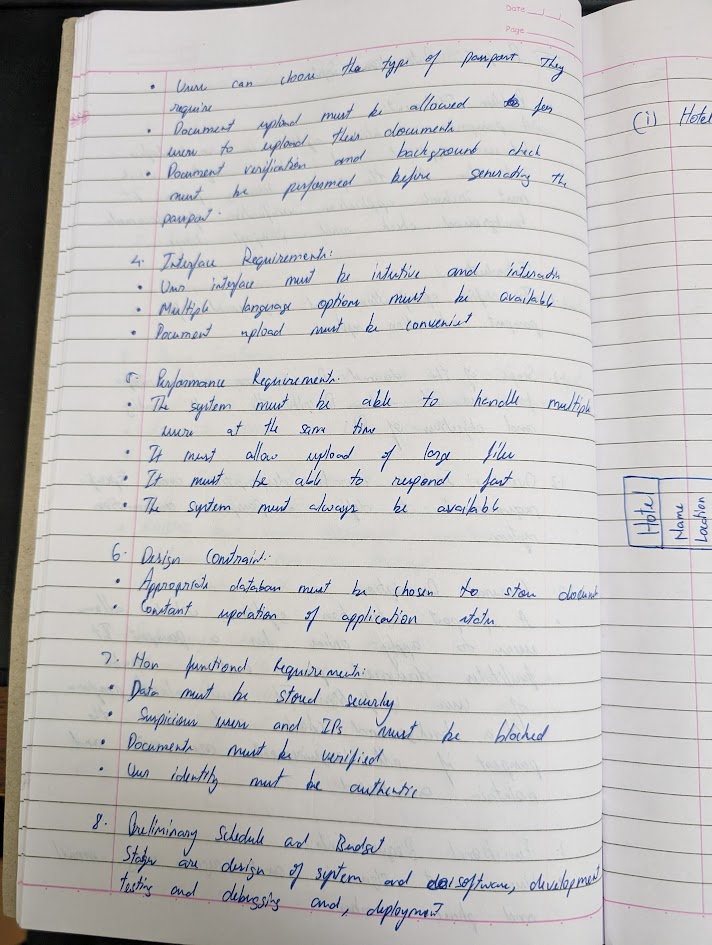 Date
Page
• Users can choose the type of passport they
require
• Document upload must be allowed for
users to upload their documents
• Document verification and background check
must be performed before generating the
passport.
4. Interface Requirements:
• User interface must be intuitive and interactiv
• Multiple language options must be available
• Document upload must be convenient
5. Performance Requirements:
• The system must be able to handle multiple
users at the same time
• It must allow upload of large files
• It must be able to respond fast
• The system must always be available
6. Design Constraints:
• Appropriate database must be chosen to store document
• Constant updation of application status
7. Non functional Requirements:
• Data must be stored security
• Suspicious users and IPs must be blocked
• Documents must be verified
• User identity must be authentic
8. Preliminary Schedule and Budget
Stages are design of system and software, development
testing and debugging and, deployment
(i) Hotel
Hotel
Name
Location